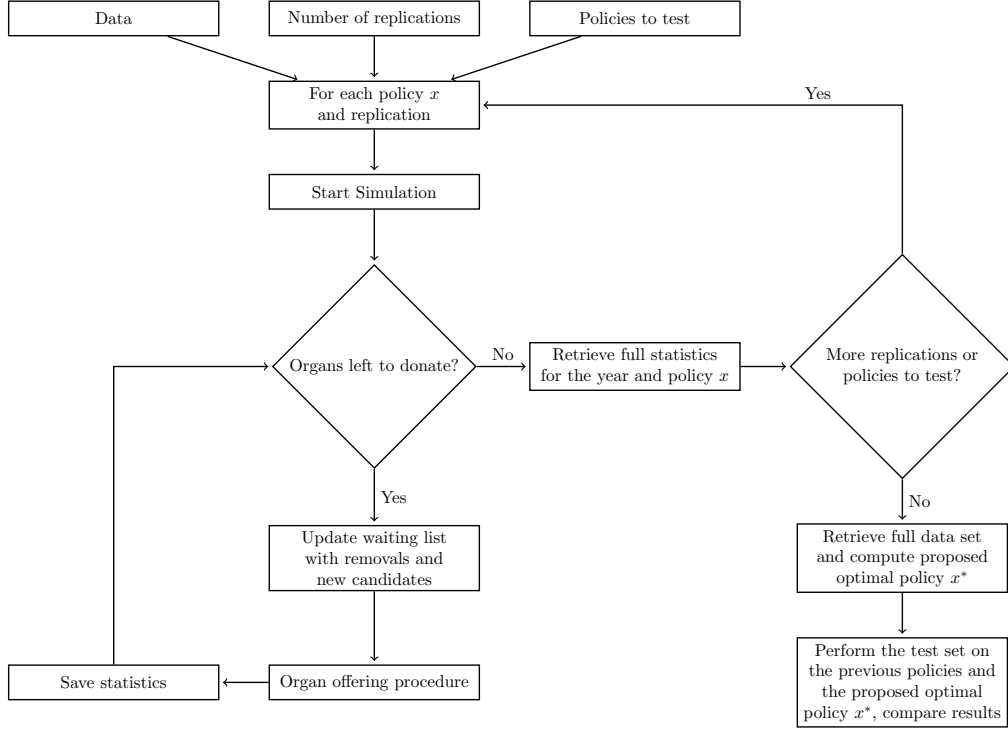 Data
Number of replications
Policies to test
For each policy x
and replication
Yes
Start Simulation
Organs left to donate?
No
Retrieve full statistics
for the year and policy x
More replications or
policies to test?
Yes
No
Update waiting list
with removals and
new candidates
Retrieve full data set
and compute proposed
optimal policy x*
Save statistics
Organ offering procedure
Perform the test set on
the previous policies and
the proposed optimal
policy x*, compare results